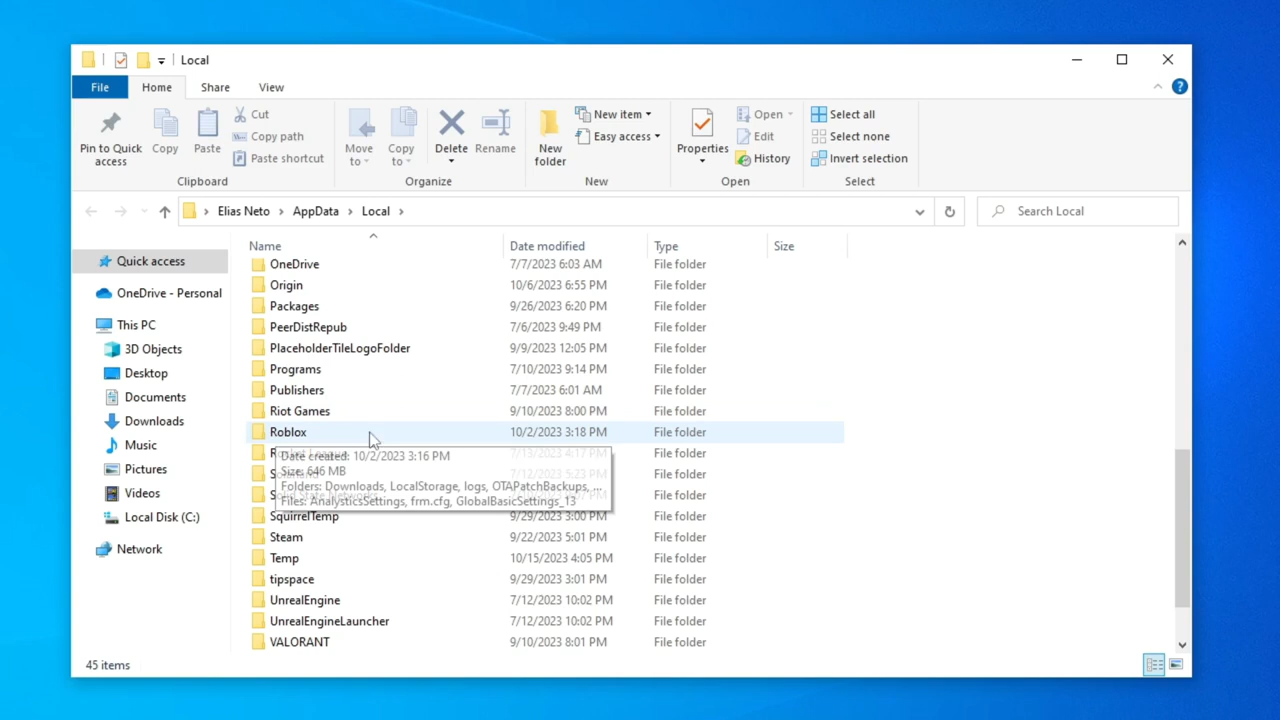 Local
File Home Share View
Pin to Quick access
Copy
Paste
Cut
Copy path
Paste shortcut
Clipboard
Move to
Copy to
Delete
Rename
Organize
New folder
New item
Easy access
New
Properties
Open
Edit
History
Open
Select all
Select none
Invert selection
Select
Elias Neto > AppData > Local >
Search Local
Quick access
OneDrive - Personal
This PC
3D Objects
Desktop
Documents
Downloads
Music
Pictures
Videos
Local Disk (C:)
Network
Name Date modified Type Size
OneDrive 7/7/2023 6:03 AM File folder
Origin 10/6/2023 6:55 PM File folder
Packages 9/26/2023 6:20 PM File folder
PeerDistRepub 7/6/2023 9:49 PM File folder
PlaceholderTileLogoFolder 9/9/2023 12:05 PM File folder
Programs 7/10/2023 9:14 PM File folder
Publishers 7/7/2023 6:01 AM File folder
Riot Games 9/10/2023 8:00 PM File folder
Roblox 10/2/2023 3:18 PM File folder
Date created: 10/2/2023 3:16 PM
Size: 646 MB
Folders: Downloads, LocalStorage, logs, OTAPatchBackups, ...
Files: AnalysticsSettings, frm.cfg, GlobalBasicSettings_13
File folder
File folder
File folder
SquirrelTemp 9/29/2023 3:00 PM File folder
Steam 9/22/2023 5:01 PM File folder
Temp 10/15/2023 4:05 PM File folder
tipspace 9/29/2023 3:01 PM File folder
UnrealEngine 7/12/2023 10:02 PM File folder
UnrealEngineLauncher 7/12/2023 10:02 PM File folder
VALORANT 9/10/2023 8:01 PM File folder
45 items